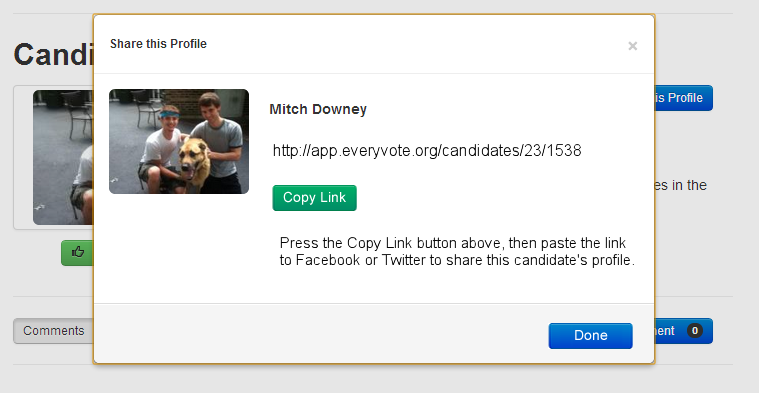 Share this Profile
×
Candi
Mitch Downey
is Profile
http://app.everyvote.org/candidates/23/1538
es in the
Copy Link
Press the Copy Link button above, then paste the link
to Facebook or Twitter to share this candidate's profile.
Comments
Done
ent 0